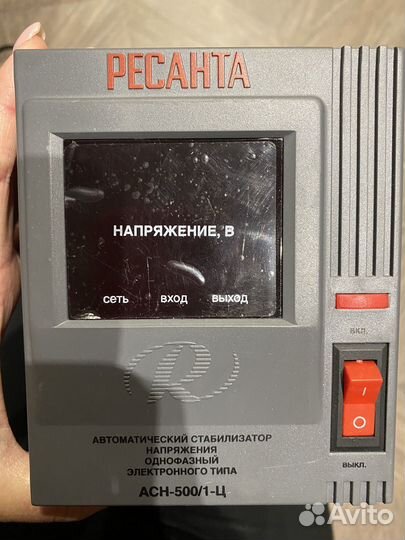 РЕСАНТА
НАПРЯЖЕНИЕ, В
СЕТЬ ВХОД ВЫХОД
ВКЛ.
I
O
ВЫКЛ.
АВТОМАТИЧЕСКИЙ СТАБИЛИЗАТОР
НАПРЯЖЕНИЯ
ОДНОФАЗНЫЙ
ЭЛЕКТРОННОГО ТИПА
АСН-500/1-Ц
Avito